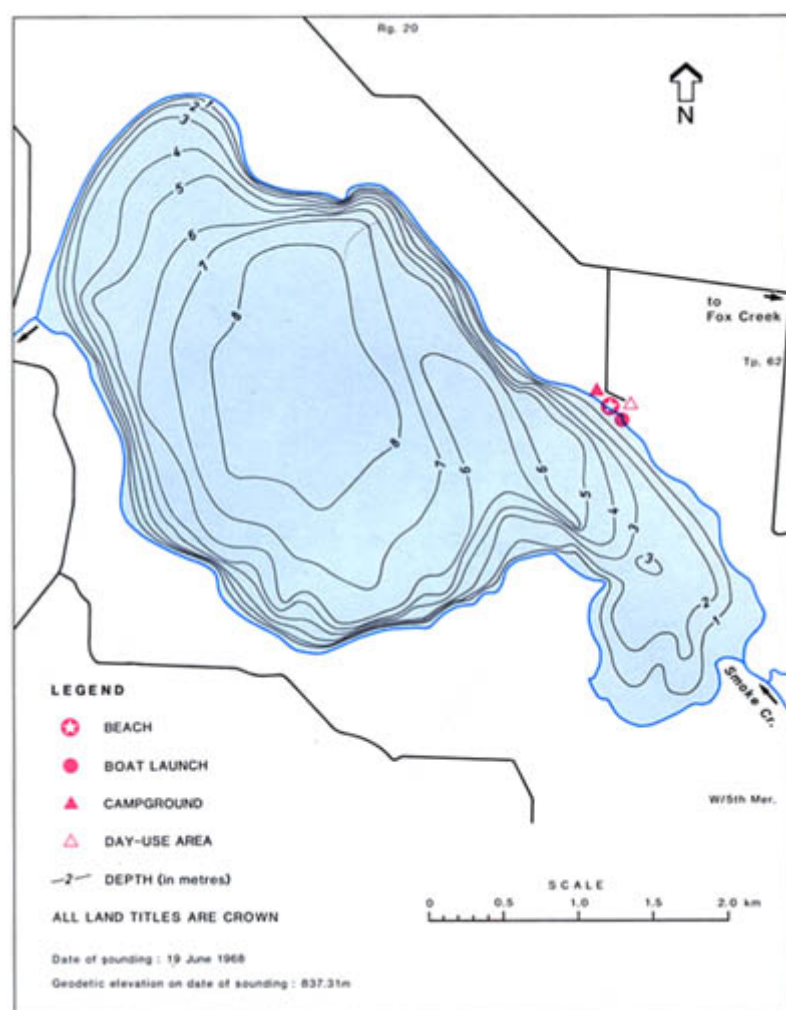 Rg. 20
N
2
1
3
4
5
6
7
8
8
7
6
6
5
4
3
3
2
1
to
Fox Creek
Tp. 62
Smoke Cr.
LEGEND
BEACH
BOAT LAUNCH
CAMPGROUND
DAY-USE AREA
2 DEPTH (in metres)
ALL LAND TITLES ARE CROWN
Date of sounding : 19 June 1968
Geodetic elevation on date of sounding : 837.31m
W/5th Mer.
SCALE
0 0.5 1.0 1.5 2.0 km